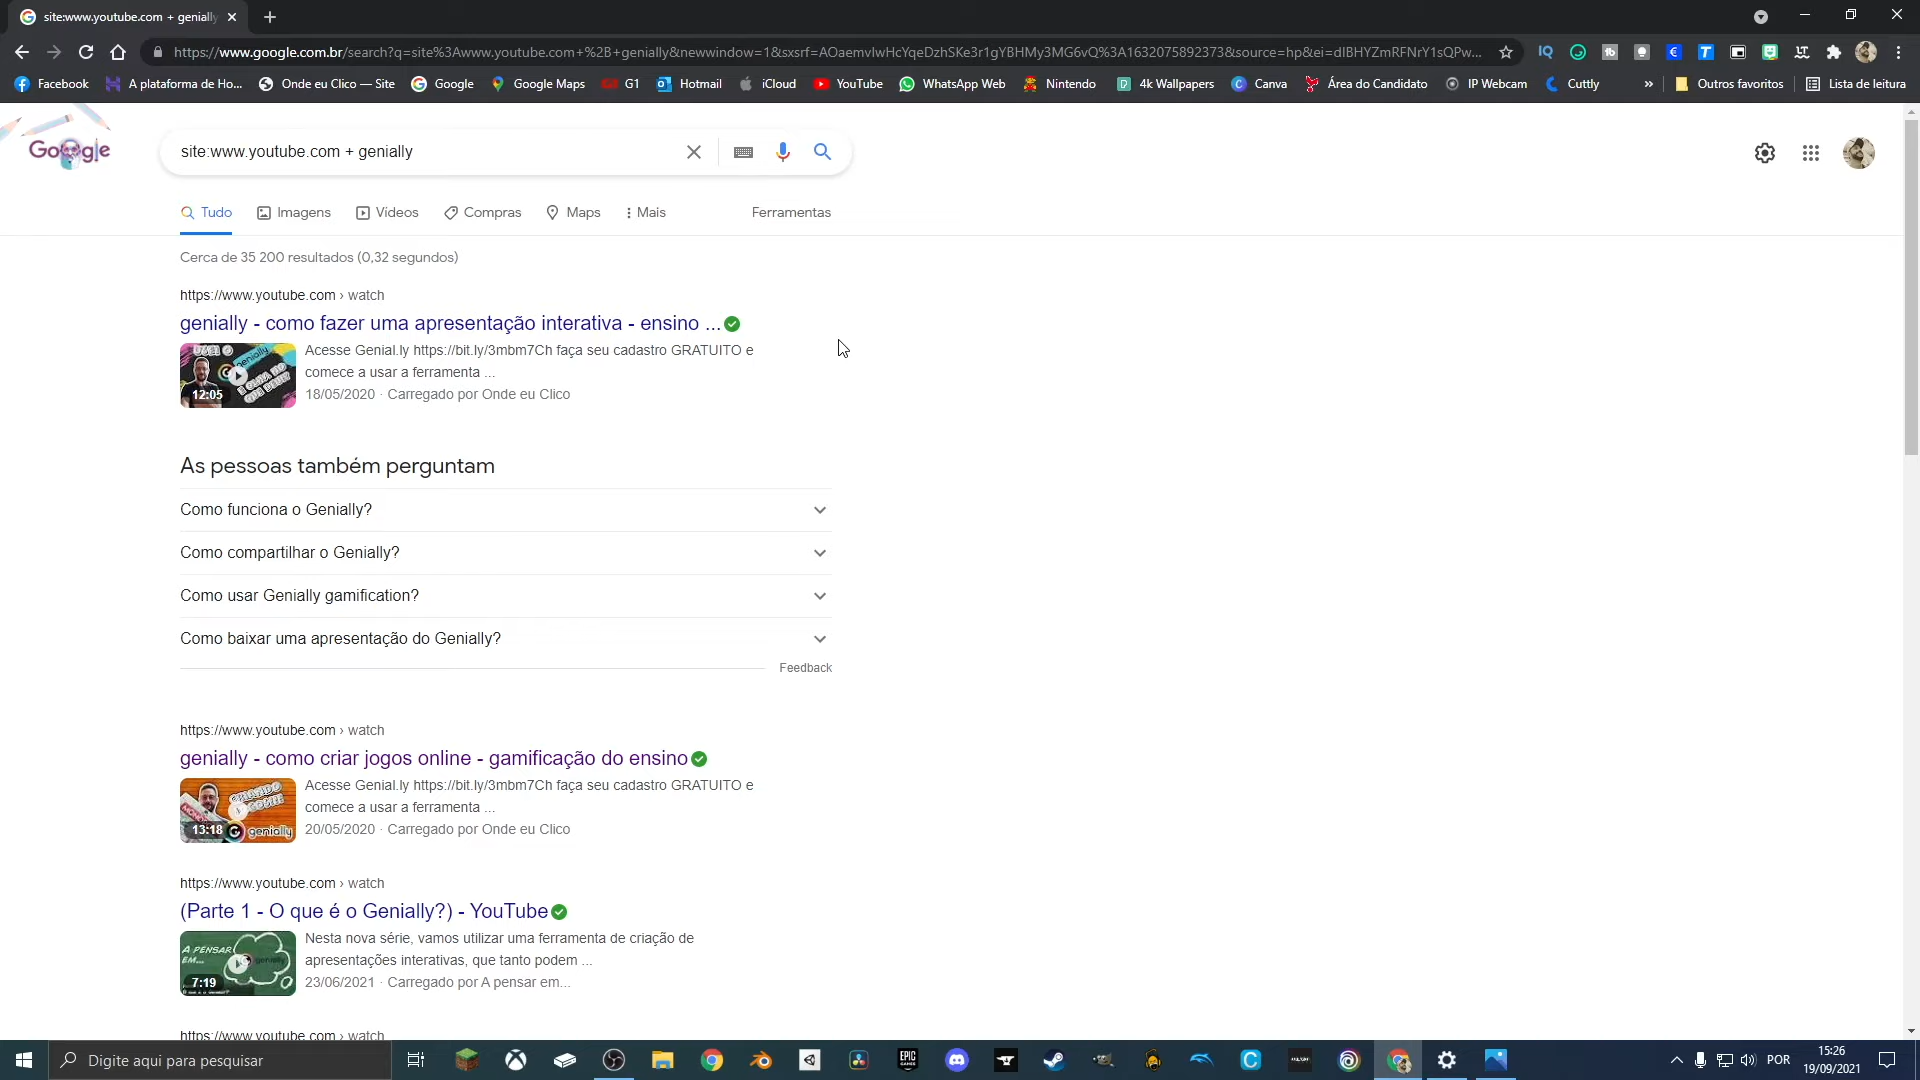 site:www.youtube.com + genially
https://www.google.com.br/search?q=site%3Awww.youtube.com+%2B+genially&newwindow=1&sxsrf=AOaemvIwHcYqeDzhSKe3r1gYBHMy3MG6vQ%3A1632075892373&source=hp&ei=dIBHYZmRFNrY1sQPw...
Facebook A plataforma de Ho... Onde eu Clico — Site Google Google Maps G1 Hotmail iCloud YouTube WhatsApp Web Nintendo 4k Wallpapers Canva Área do Candidato IP Webcam Cuttly » Outros favoritos Lista de leitura
Google
site:www.youtube.com + genially
Tudo Imagens Vídeos Compras Maps Mais Ferramentas
Cerca de 35 200 resultados (0,32 segundos)
https://www.youtube.com › watch
genially - como fazer uma apresentação interativa - ensino ...
Acesse Genial.ly https://bit.ly/3mbm7Ch faça seu cadastro GRATUITO e
comece a usar a ferramenta ...
12:05
18/05/2020 · Carregado por Onde eu Clico
As pessoas também perguntam
Como funciona o Genially?
Como compartilhar o Genially?
Como usar Genially gamification?
Como baixar uma apresentação do Genially?
Feedback
https://www.youtube.com › watch
genially - como criar jogos online - gamificação do ensino
Acesse Genial.ly https://bit.ly/3mbm7Ch faça seu cadastro GRATUITO e
comece a usar a ferramenta ...
13:18 genially
20/05/2020 · Carregado por Onde eu Clico
https://www.youtube.com › watch
(Parte 1 - O que é o Genially?) - YouTube
A PENSAR EM... genially
Nesta nova série, vamos utilizar uma ferramenta de criação de
apresentações interativas, que tanto podem ...
7:19
23/06/2021 · Carregado por A pensar em...
https://www.youtube.com › watch
Digite aqui para pesquisar
POR
15:26
19/09/2021